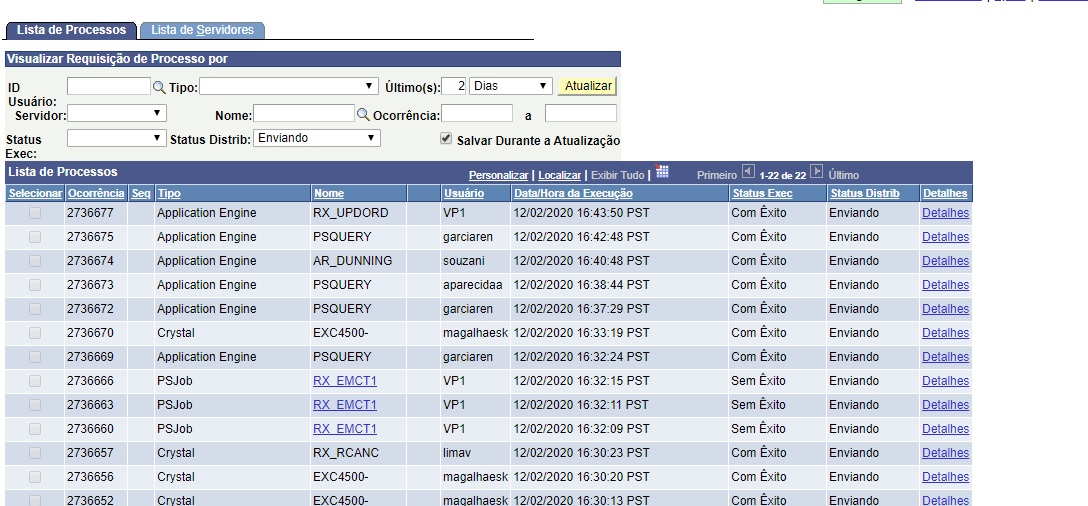 Lista de Processos Lista de Servidores
Visualizar Requisição de Processo por
ID Usuário: Tipo: Último(s): 2 Dias Atualizar
Servidor: Nome: Ocorrência: a
Status Exec: Status Distrib: Enviando Salvar Durante a Atualização
Lista de Processos Personalizar | Localizar | Exibir Tudo | Primeiro 1-22 de 22 Último
Selecionar Ocorrência Seq Tipo Nome Usuário Data/Hora da Execução Status Exec Status Distrib Detalhes
2736677 Application Engine RX_UPDORD VP1 12/02/2020 16:43:50 PST Com Êxito Enviando Detalhes
2736675 Application Engine PSQUERY garciaren 12/02/2020 16:42:48 PST Com Êxito Enviando Detalhes
2736674 Application Engine AR_DUNNING souzani 12/02/2020 16:40:48 PST Com Êxito Enviando Detalhes
2736673 Application Engine PSQUERY aparecidaa 12/02/2020 16:38:44 PST Com Êxito Enviando Detalhes
2736672 Application Engine PSQUERY garciaren 12/02/2020 16:37:29 PST Com Êxito Enviando Detalhes
2736670 Crystal EXC4500- magalhaesk 12/02/2020 16:33:19 PST Com Êxito Enviando Detalhes
2736669 Application Engine PSQUERY garciaren 12/02/2020 16:32:24 PST Com Êxito Enviando Detalhes
2736666 PSJob RX_EMCT1 VP1 12/02/2020 16:32:15 PST Sem Êxito Enviando Detalhes
2736663 PSJob RX_EMCT1 VP1 12/02/2020 16:32:11 PST Sem Êxito Enviando Detalhes
2736660 PSJob RX_EMCT1 VP1 12/02/2020 16:32:09 PST Sem Êxito Enviando Detalhes
2736657 Crystal RX_RCANC limav 12/02/2020 16:30:23 PST Com Êxito Enviando Detalhes
2736656 Crystal EXC4500- magalhaesk 12/02/2020 16:30:20 PST Com Êxito Enviando Detalhes
2736652 Crystal EXC4500- magalhaesk 12/02/2020 16:30:13 PST Com Êxito Enviando Detalhes